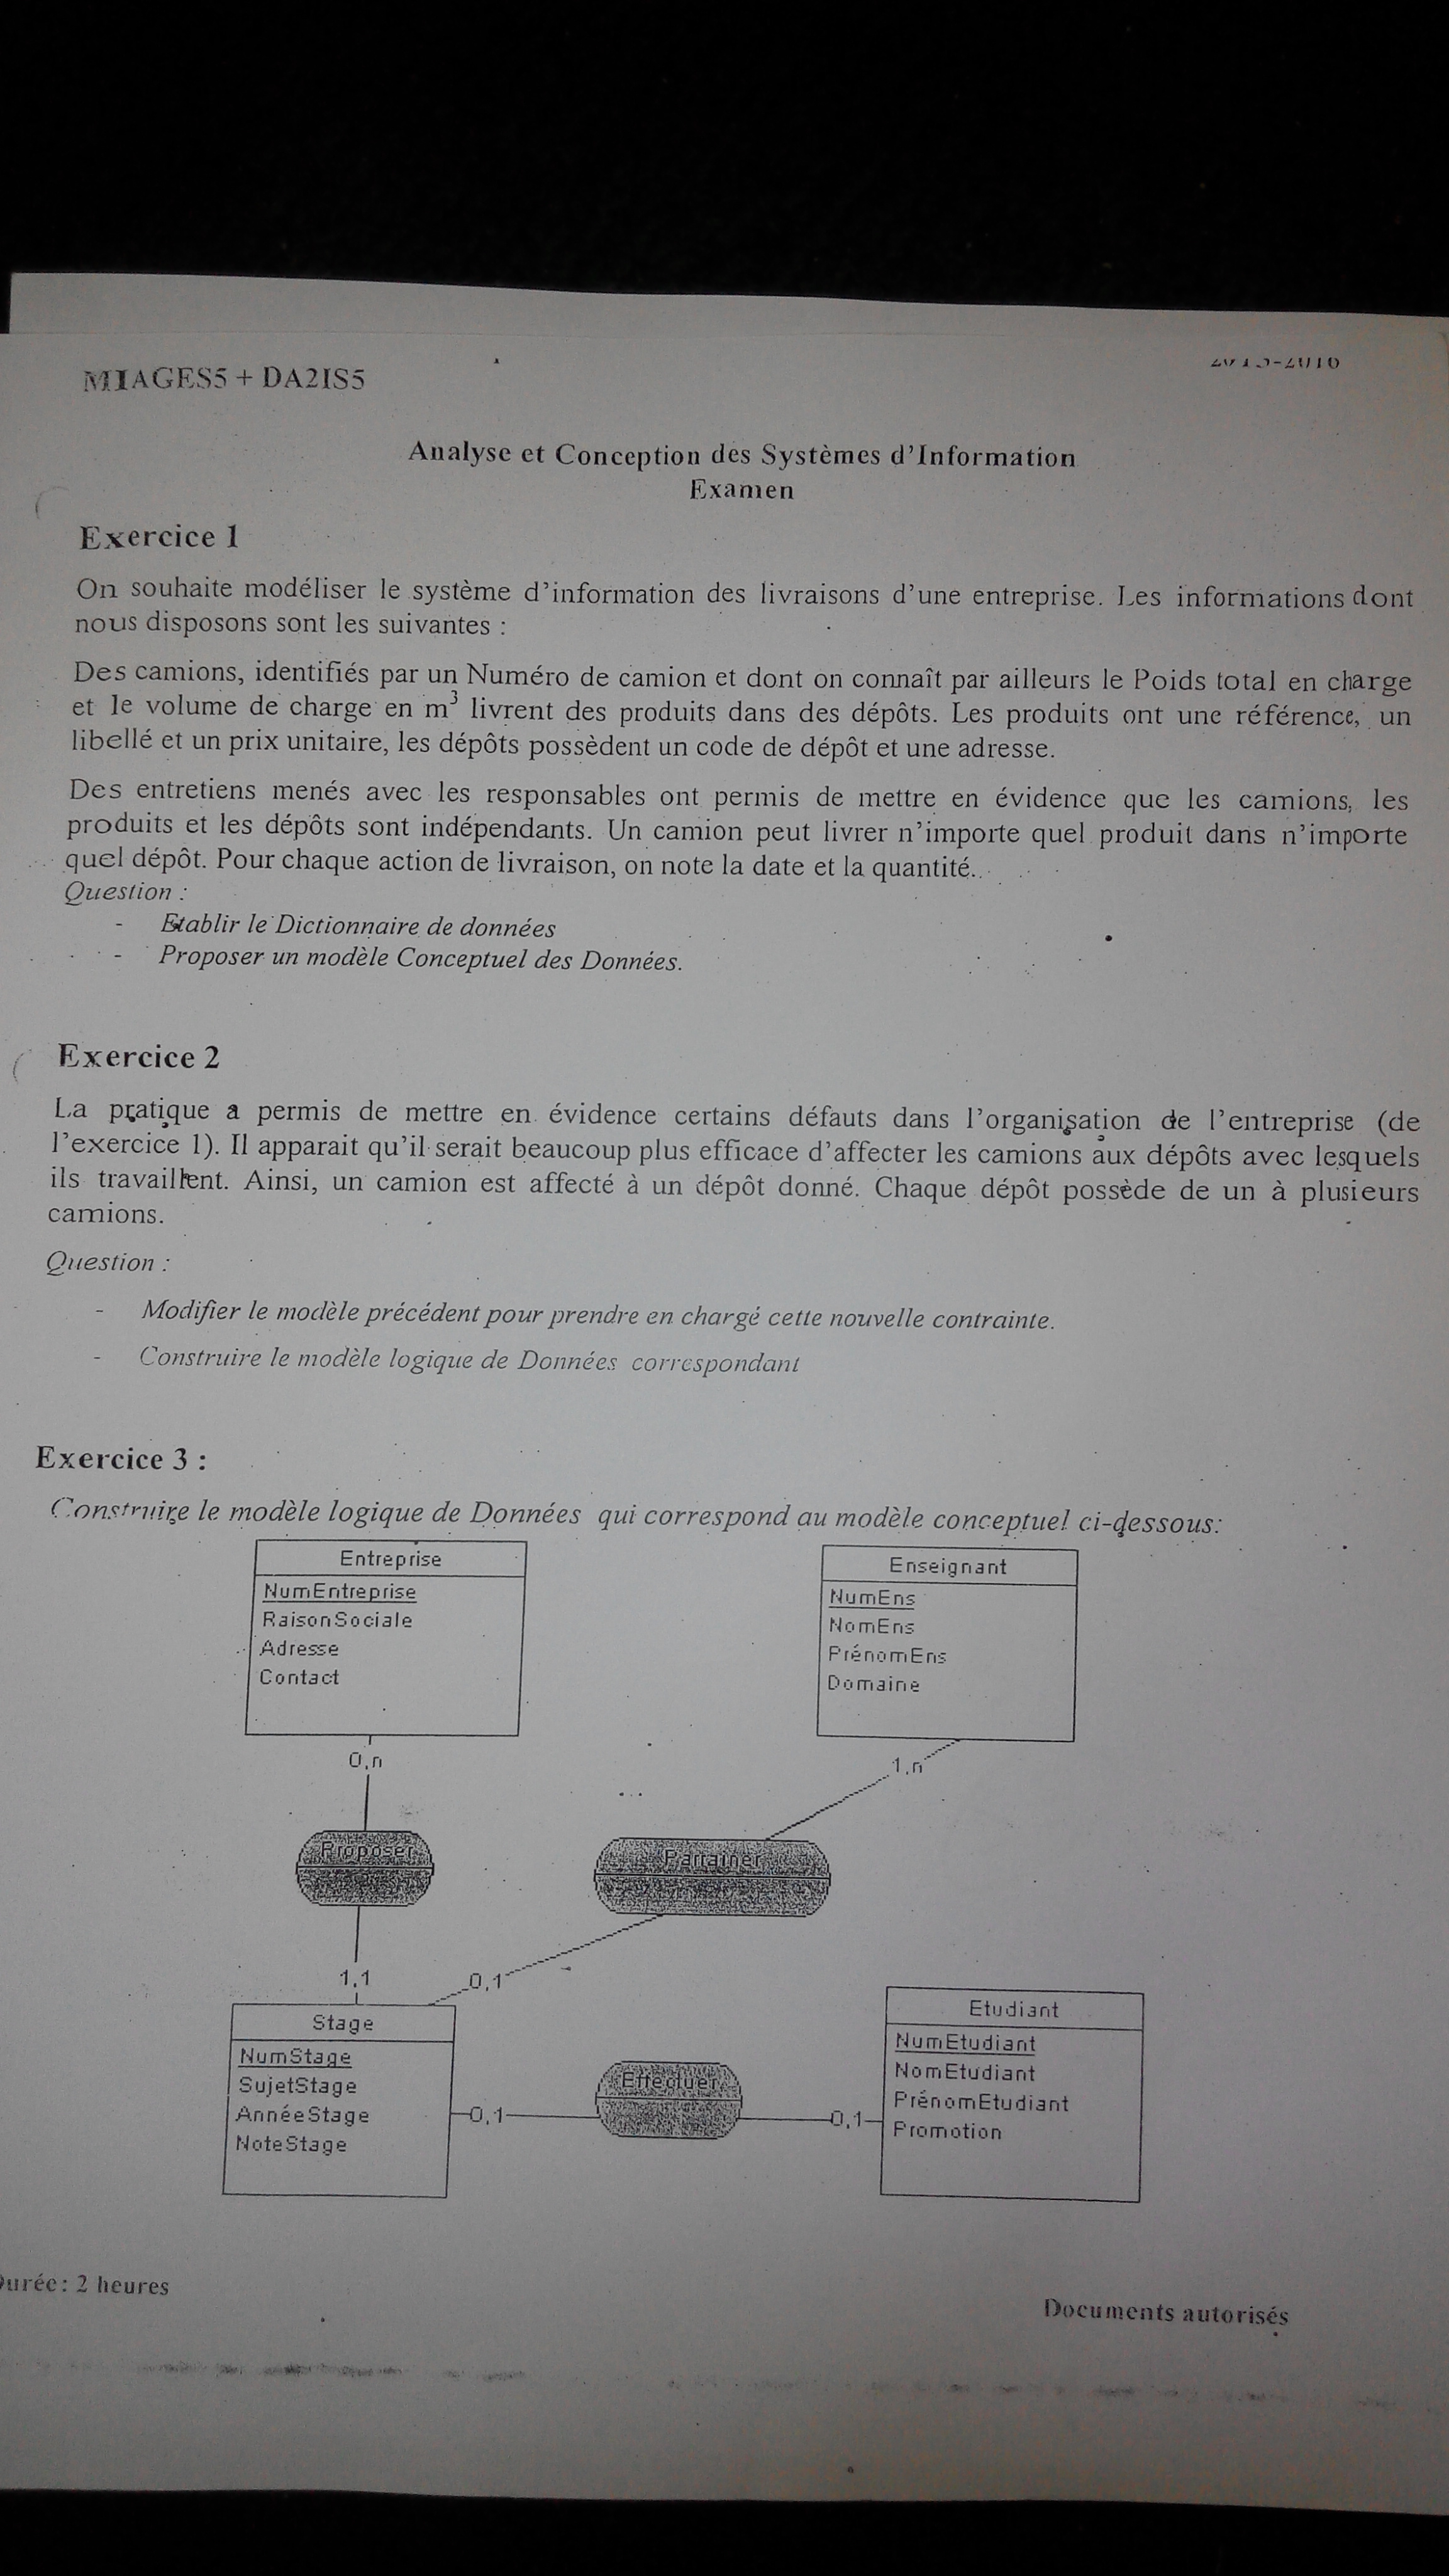 MIAGES5 + DA2IS5
2015-2016
Analyse et Conception des Systèmes d'Information
Examen
Exercice 1
On souhaite modéliser le système d'information des livraisons d'une entreprise. Les informations dont
nous disposons sont les suivantes :
Des camions, identifiés par un Numéro de camion et dont on connaît par ailleurs le Poids total en charge
et le volume de charge en m³ livrent des produits dans des dépôts. Les produits ont une référence, un
libellé et un prix unitaire, les dépôts possèdent un code de dépôt et une adresse.
Des entretiens menés avec les responsables ont permis de mettre en évidence que les camions, les
produits et les dépôts sont indépendants. Un camion peut livrer n'importe quel produit dans n'importe
quel dépôt. Pour chaque action de livraison, on note la date et la quantité.
Question :
- Etablir le Dictionnaire de données
- Proposer un modèle Conceptuel des Données.
Exercice 2
La pratique a permis de mettre en évidence certains défauts dans l'organisation de l'entreprise (de
l'exercice 1). Il apparait qu'il serait beaucoup plus efficace d'affecter les camions aux dépôts avec lesquels
ils travaillent. Ainsi, un camion est affecté à un dépôt donné. Chaque dépôt possède de un à plusieurs
camions.
Question :
- Modifier le modèle précédent pour prendre en chargé cette nouvelle contrainte.
- Construire le modèle logique de Données correspondant
Exercice 3 :
Construire le modèle logique de Données qui correspond au modèle conceptuel ci-dessous:
Entreprise
NumEntreprise
RaisonSociale
Adresse
Contact
Enseignant
NumEns
NomEns
PrénomEns
Domaine
0,n
1,n
Proposer
Parrainer
1,1
0,1
Stage
NumStage
SujetStage
AnnéeStage
NoteStage
0,1
Effectuer
0,1
Etudiant
NumEtudiant
NomEtudiant
PrénomEtudiant
Promotion
Durée: 2 heures
Documents autorisés